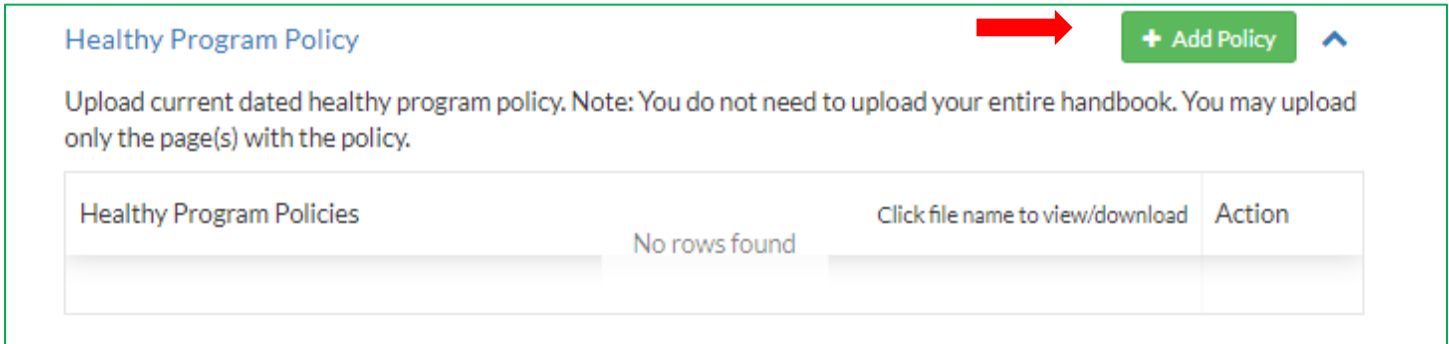 Healthy Program Policy
+ Add Policy
Upload current dated healthy program policy. Note: You do not need to upload your entire handbook. You may upload
only the page(s) with the policy.
Healthy Program Policies
Click file name to view/download
Action
No rows found